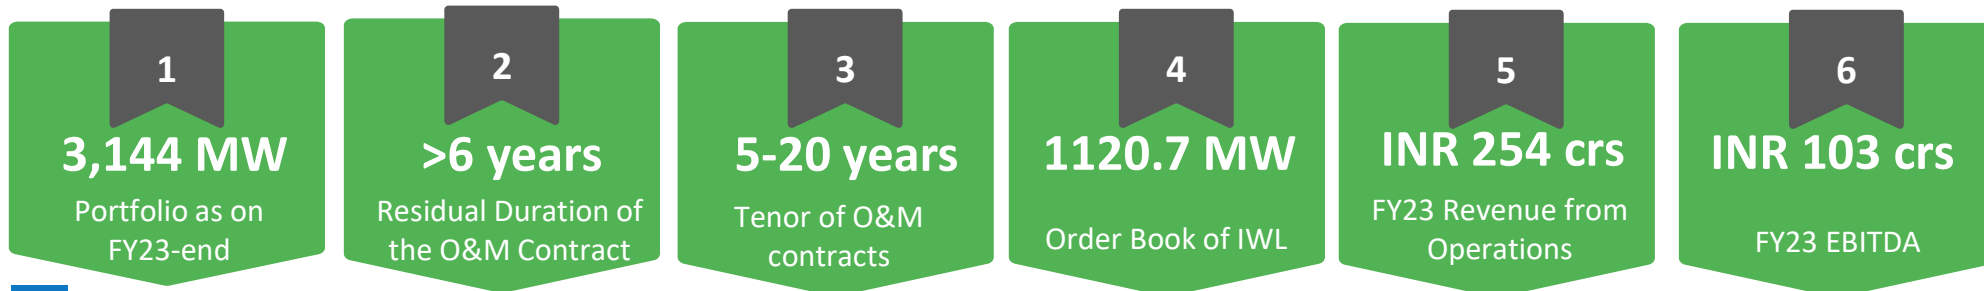 1
3,144 MW
Portfolio as on
FY23-end
2
>6 years
Residual Duration of
the O&M Contract
3
5-20 years
Tenor of O&M
contracts
4
1120.7 MW
Order Book of IWL
5
INR 254 crs
FY23 Revenue from
Operations
6
INR 103 crs
FY23 EBITDA